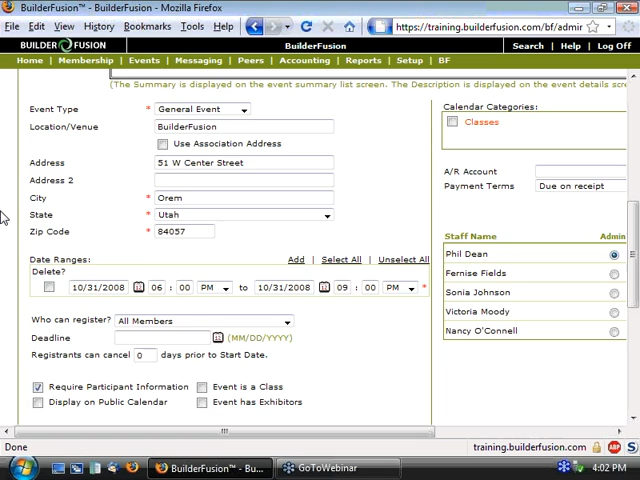 BuilderFusion™ - Mozilla Firefox
File Edit View History Bookmarks Tools Help
https://training.builderfusion.com/bf/admir
BUILDER FUSION BuilderFusion Search | Help | Log Off
Home | Membership | Events | Messaging | Peers | Accounting | Reports | Setup | BF
(The Summary is displayed on the event summary list screen. The Description is displayed on the event details scre
Event Type * General Event
Calendar Categories:
Location/Venue BuilderFusion
Classes
Use Association Address
Address 51 W Center Street
A/R Account
Address 2
Payment Terms Due on receipt
City * Orem
State * Utah
Zip Code * 84057
Staff Name Admin
Phil Dean
Date Ranges: Add | Select All | Unselect All
Delete?
Fernise Fields
10/31/2008 06 : 00 PM to 10/31/2008 09 : 00 PM *
Sonia Johnson
Victoria Moody
Who can register? All Members
Nancy O'Connell
Deadline (MM/DD/YYYY)
Registrants can cancel 0 days prior to Start Date.
Require Participant Information Event is a Class
Display on Public Calendar Event has Exhibitors
Done training.builderfusion.com ABP S
BuilderFusion™ - Bu... GoToWebinar 4:02 PM